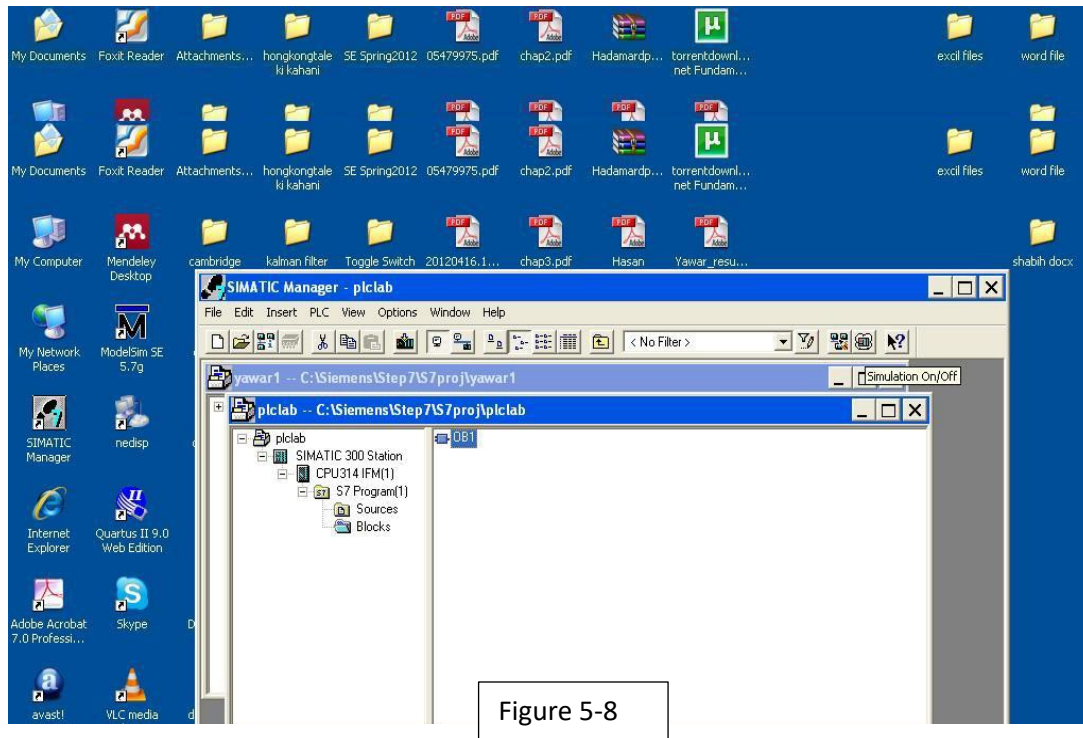 My Documents
Foxit Reader
Attachments...
hongkongtale
ki kahani
SE Spring2012
05479975.pdf
chap2.pdf
Hadamardp...
torrentdownl...
net Fundam...
excil files
word file
My Documents
Foxit Reader
Attachments...
hongkongtale
ki kahani
SE Spring2012
05479975.pdf
chap2.pdf
Hadamardp...
torrentdownl...
net Fundam...
excil files
word file
My Computer
Mendeley
Desktop
cambridge
kalman filter
Toggle Switch
20120416.1...
chap3.pdf
Hasan
Yawar_resu...
shabih docx
SIMATIC Manager - plclab
File Edit Insert PLC View Options Window Help
< No Filter >
Simulation On/Off
yawar1 -- C:\Siemens\Step7\S7proj\yawar1
plclab -- C:\Siemens\Step7\S7proj\plclab
plclab
SIMATIC 300 Station
CPU314 IFM(1)
S7 Program(1)
Sources
Blocks
OB1
My Network
Places
ModelSim SE
5.7g
SIMATIC
Manager
nedisp
Internet
Explorer
Quartus II 9.0
Web Edition
Adobe Acrobat
7.0 Professi...
Skype
D
avast!
VLC media
d
Figure 5-8